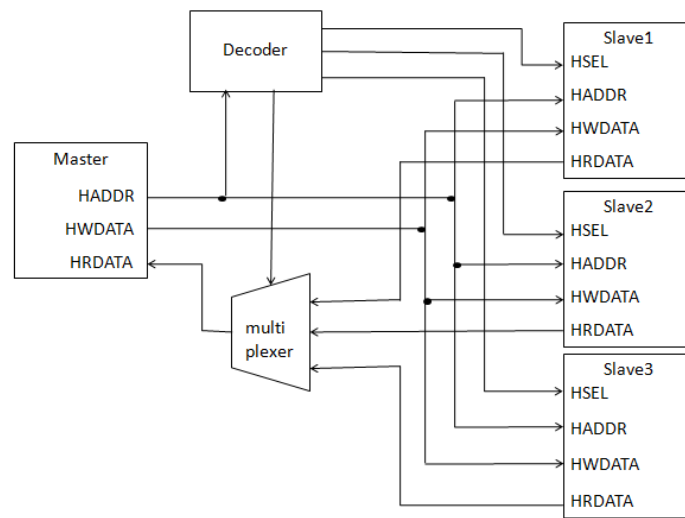 Decoder
Master
HADDR
HWDATA
HRDATA
multi
plexer
Slave1
HSEL
HADDR
HWDATA
HRDATA
Slave2
HSEL
HADDR
HWDATA
HRDATA
Slave3
HSEL
HADDR
HWDATA
HRDATA